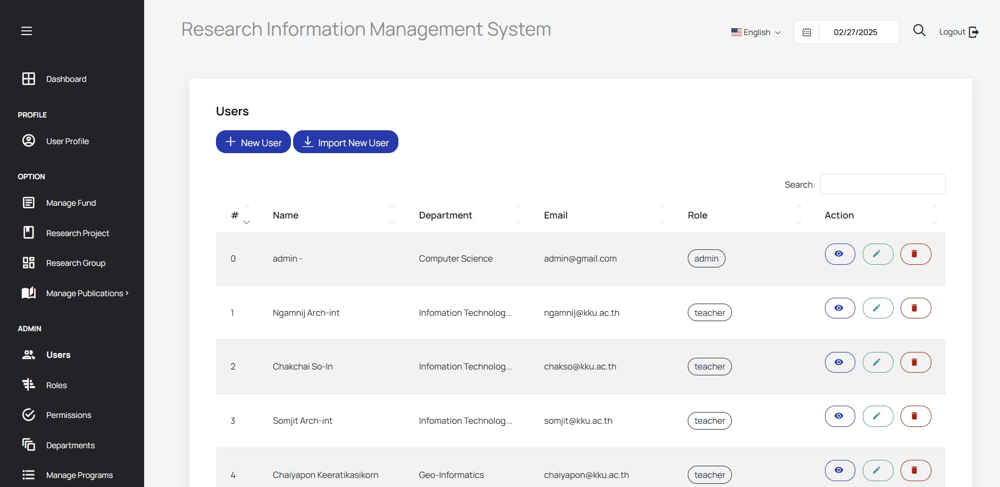 Research Information Management System
English
02/27/2025
Logout
Dashboard
PROFILE
User Profile
OPTION
Manage Fund
Research Project
Research Group
Manage Publications
ADMIN
Users
Roles
Permissions
Departments
Manage Programs
Users
New User
Import New User
Search:
# Name Department Email Role Action
0 admin - Computer Science admin@gmail.com admin
1 Ngamnij Arch-int Infomation Technolog... ngamnij@kku.ac.th teacher
2 Chakchai So-In Infomation Technolog... chakso@kku.ac.th teacher
3 Somjit Arch-int Infomation Technolog... somjit@kku.ac.th teacher
4 Chaiyapon Keeratikasikorn Geo-Informatics chaiyapon@kku.ac.th teacher